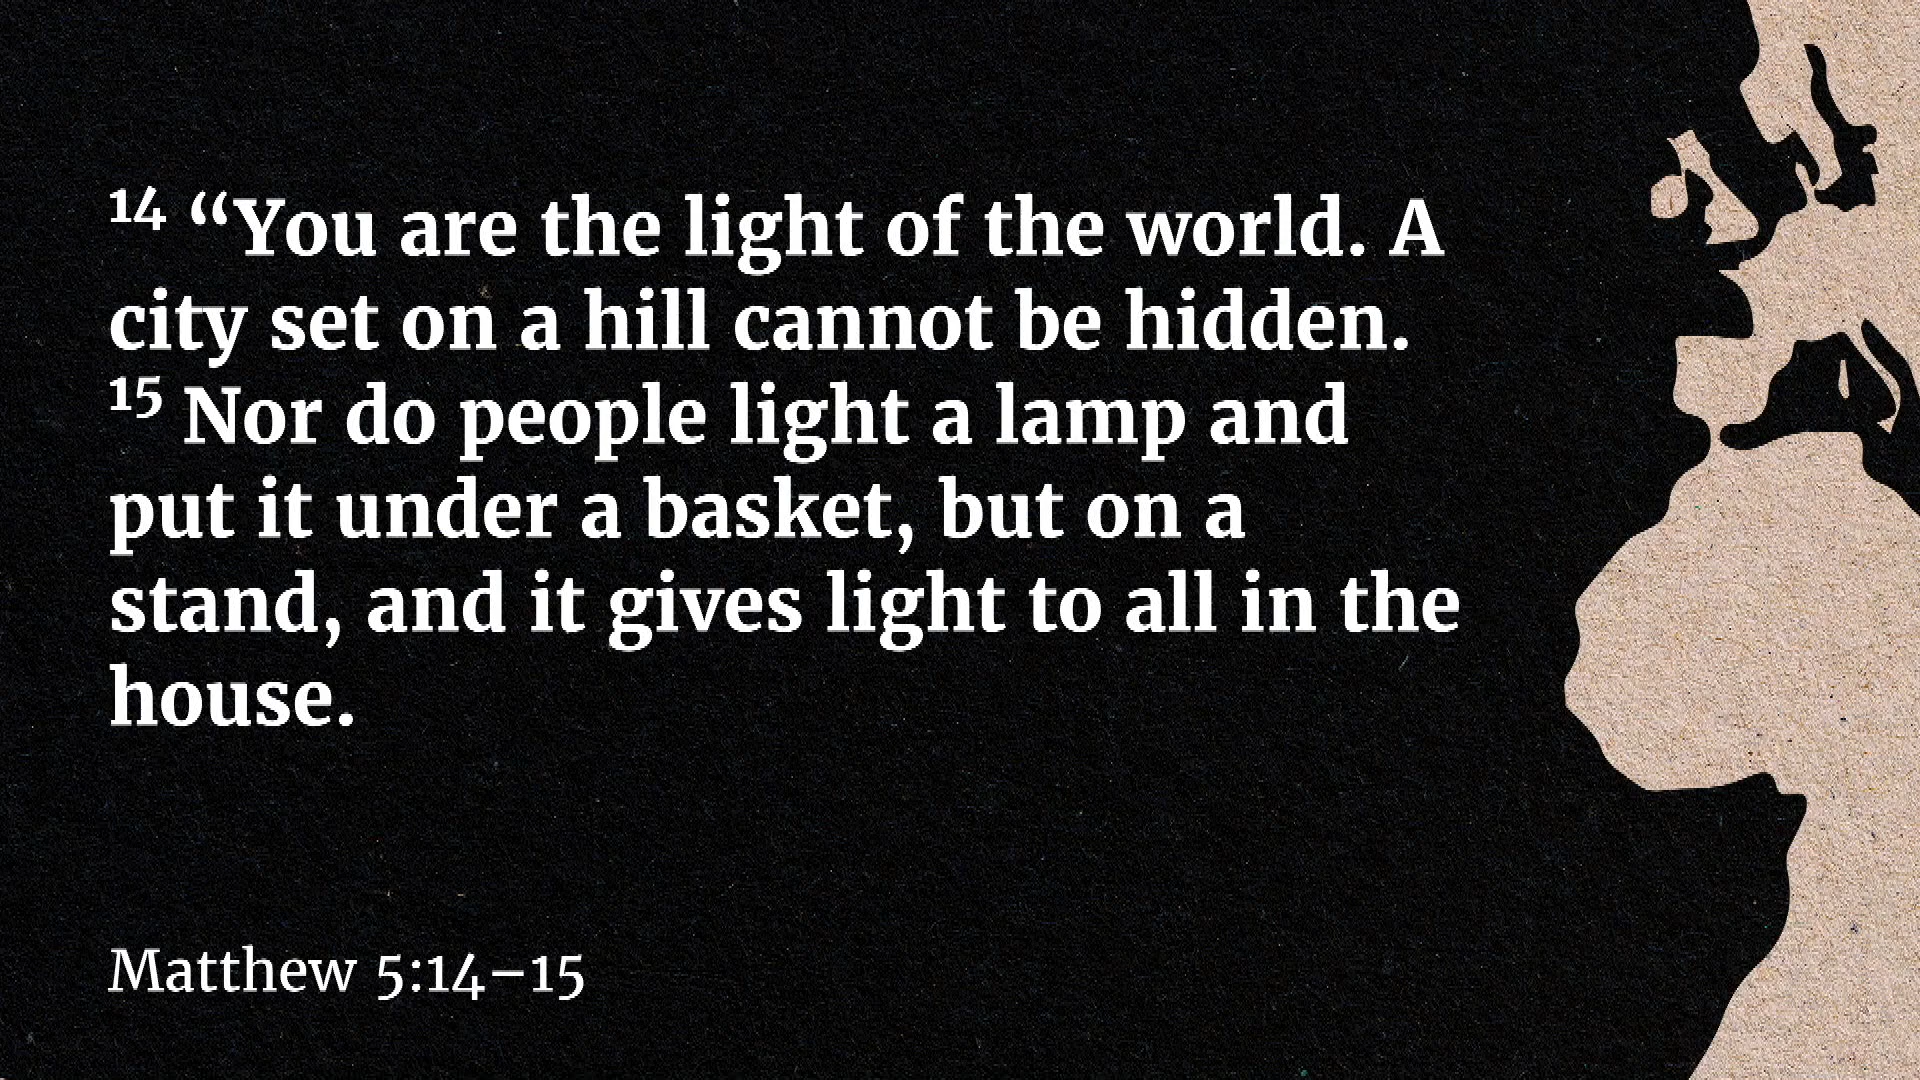 14 “You are the light of the world. A
city set on a hill cannot be hidden.
15 Nor do people light a lamp and
put it under a basket, but on a
stand, and it gives light to all in the
house.
Matthew 5:14–15